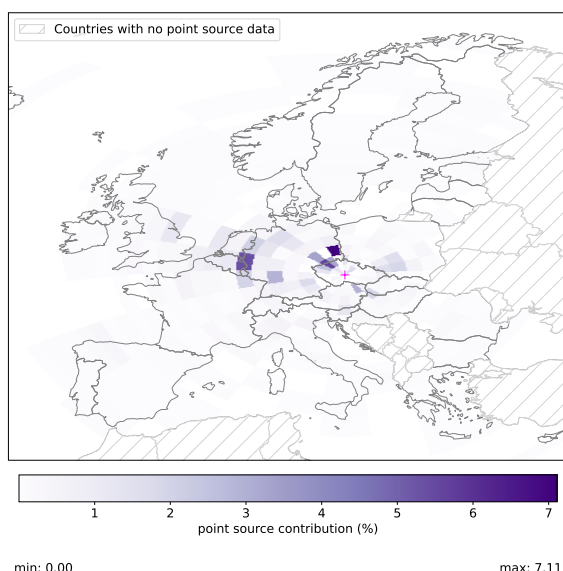 Countries with no point source data
1 2 3 4 5 6 7
point source contribution (%)
min: 0.00 max: 7.11